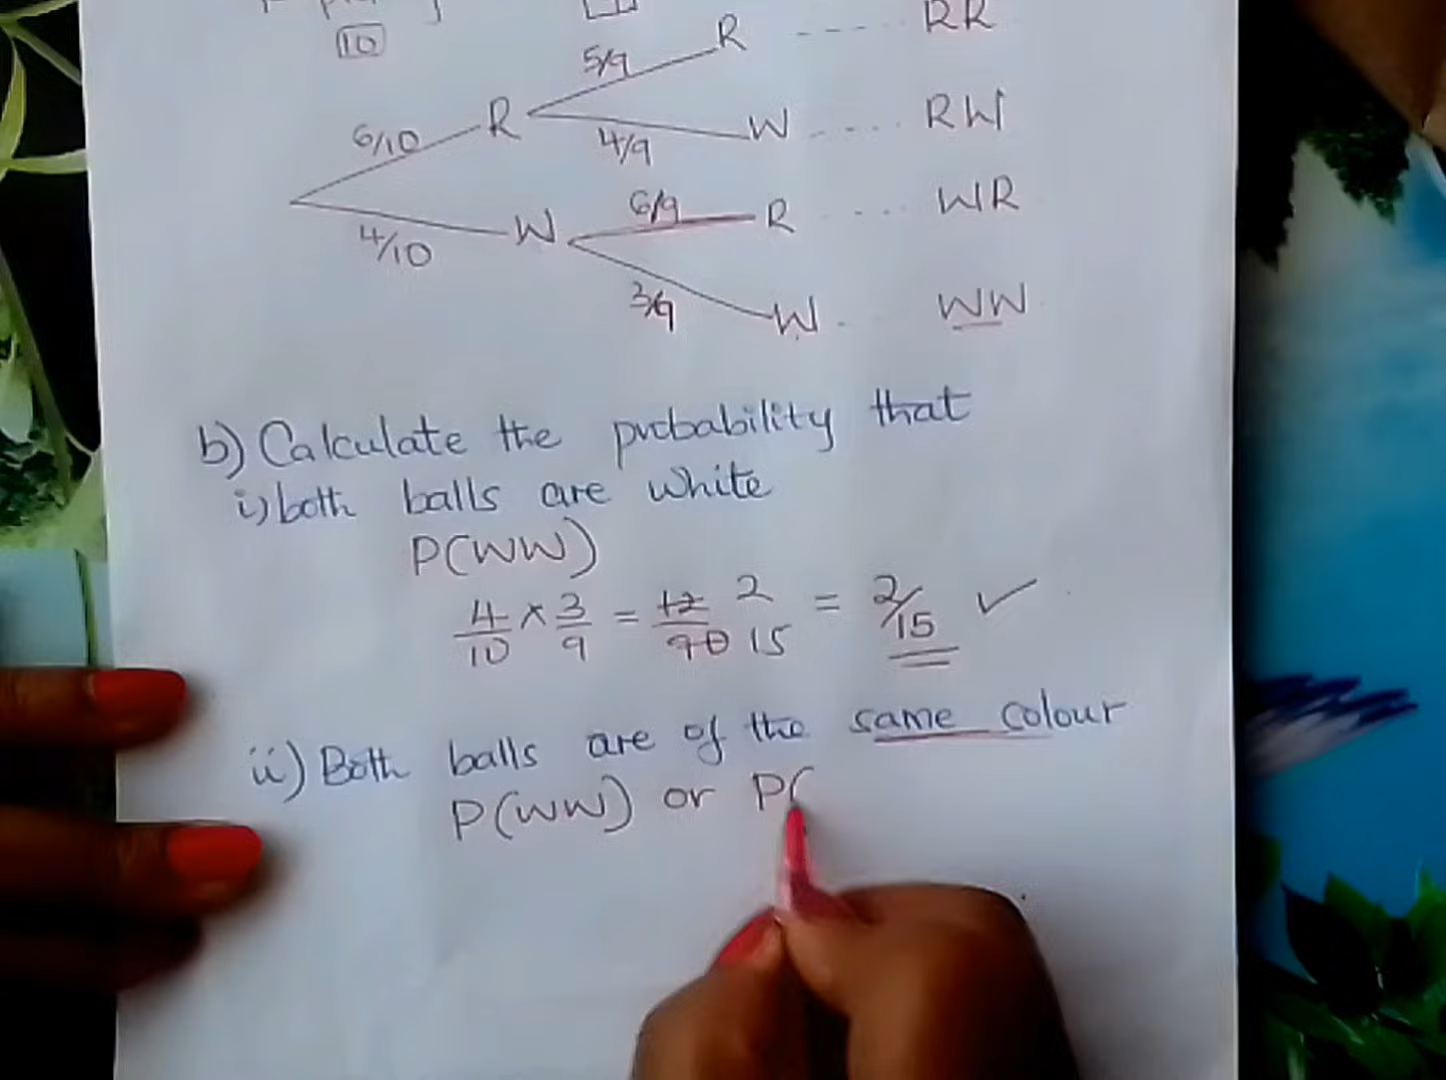 10
5/9 R ---- RR
6/10 R 4/9 W ---- RW
4/10 W 6/9 R ---- WR
3/9 W - WW
b) Calculate the probability that
i) both balls are white
P(WW)
4/10 × 3/9 = 12/90 2/15 = 2/15 ✓
ii) Both balls are of the same colour
P(WW) or P(